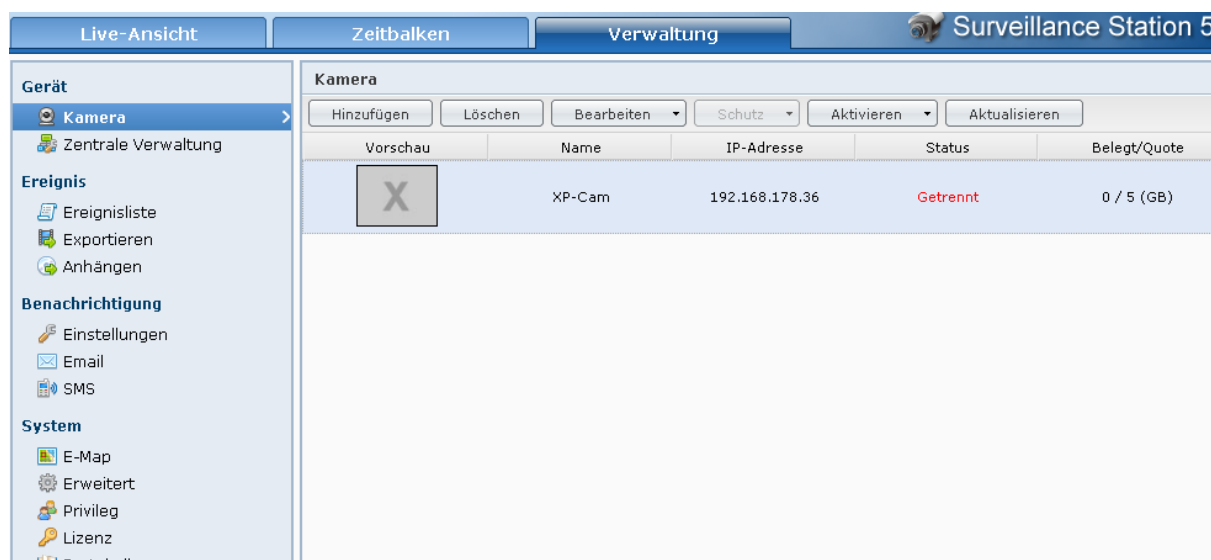 Live-Ansicht Zeitbalken Verwaltung Surveillance Station 5
Gerät
Kamera
Zentrale Verwaltung
Ereignis
Ereignisliste
Exportieren
Anhängen
Benachrichtigung
Einstellungen
Email
SMS
System
E-Map
Erweitert
Privileg
Lizenz
Kamera
Hinzufügen Löschen Bearbeiten Schutz Aktivieren Aktualisieren
Vorschau Name IP-Adresse Status Belegt/Quote
X XP-Cam 192.168.178.36 Getrennt 0 / 5 (GB)